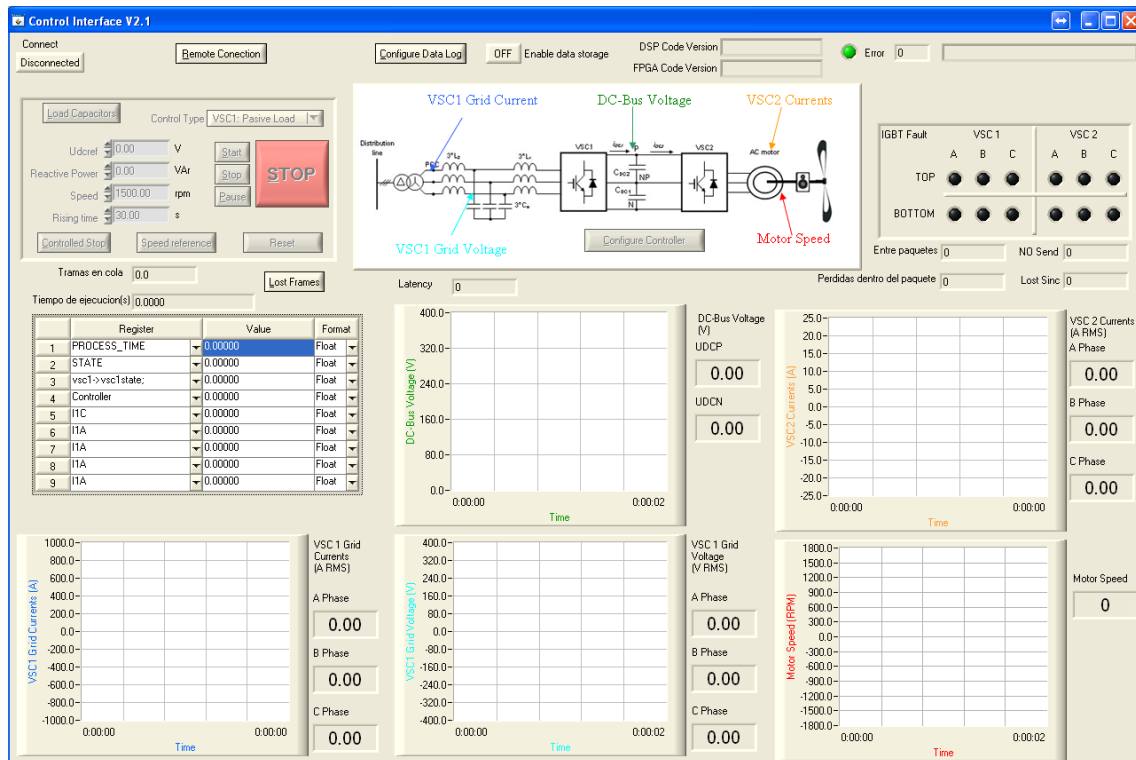 Control Interface V2.1
Connect
Disconnected
Remote Conection
Configure Data Log
OFF
Enable data storage
DSP Code Version
FPGA Code Version
Error 0
Load Capacitors
Control Type VSC1: Pasive Load
Udcref 0.00 V
Reactive Power 0.00 VAr
Speed 1500.00 rpm
Rising time 30.00 s
Start
Stop
Pause
STOP
Controlled Stop
Speed reference
Reset
VSC1 Grid Current
DC-Bus Voltage
VSC2 Currents
Distribution
line
PCC
3*L2
3*L1
VSC1
VSC2
AC motor
NP
N
VSC1 Grid Voltage
Configure Controller
Motor Speed
IGBT Fault VSC 1 VSC 2
A B C A B C
TOP
BOTTOM
Entre paquetes 0
NO Send 0
Perdidas dentro del paquete 0
Lost Sinc 0
Tramas en cola 0.0
Lost Frames
Tiempo de ejecucion(s) 0.0000
Latency 0
Register Value Format
1 PROCESS_TIME 0.00000 Float
2 STATE 0.00000 Float
3 vsc1->vsc1state; 0.00000 Float
4 Controller 0.00000 Float
5 I1C 0.00000 Float
6 I1A 0.00000 Float
7 I1A 0.00000 Float
8 I1A 0.00000 Float
9 I1A 0.00000 Float
DC-Bus Voltage (V)
400.0
320.0
240.0
160.0
80.0
0.0
0:00:00 0:00:02
Time
DC-Bus Voltage
(V)
UDCP
0.00
UDCN
0.00
VSC2 Currents (A)
25.0
20.0
15.0
10.0
5.0
0.0
-5.0
-10.0
-15.0
-20.0
-25.0
0:00:00 0:00:00
Time
VSC 2 Currents
(A RMS)
A Phase
0.00
B Phase
0.00
C Phase
0.00
VSC1 Grid Currents (A)
1000.0
800.0
600.0
400.0
200.0
0.0
-200.0
-400.0
-600.0
-800.0
-1000.0
0:00:00 0:00:00
Time
VSC 1 Grid
Currents
(A RMS)
A Phase
0.00
B Phase
0.00
C Phase
0.00
VSC1 Grid Voltage (V)
400.0
320.0
240.0
160.0
80.0
0.0
-80.0
-160.0
-240.0
-320.0
-400.0
0:00:00 0:00:02
Time
VSC 1 Grid
Voltage
(V RMS)
A Phase
0.00
B Phase
0.00
C Phase
0.00
Motor Speed (RPM)
1800.0
1500.0
1200.0
900.0
600.0
300.0
0.0
-300.0
-600.0
-900.0
-1200.0
-1500.0
-1800.0
0:00:00 0:00:02
Time
Motor Speed
0